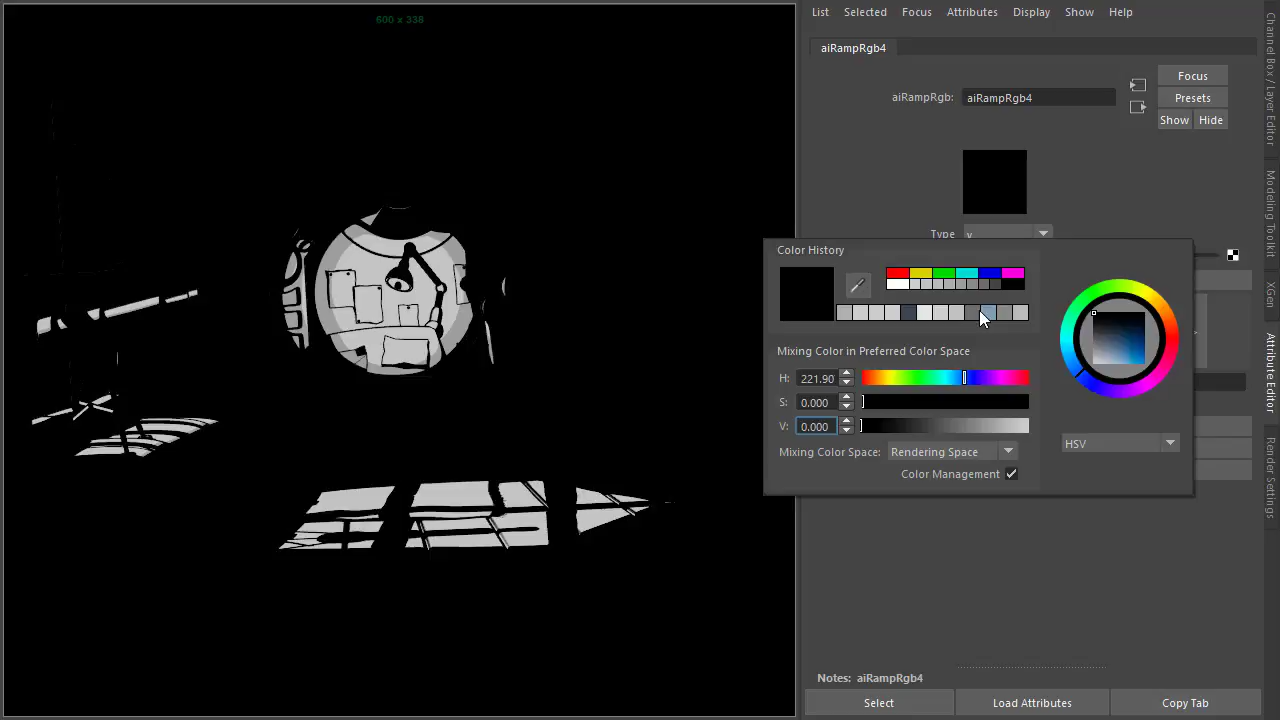 600 x 338
List Selected Focus Attributes Display Show Help
aiRampRgb4
Focus
aiRampRgb: aiRampRgb4
Presets
Show Hide
Type v
Color History
Mixing Color in Preferred Color Space
H: 221.90
S: 0.000
V: 0.000
Mixing Color Space: Rendering Space
HSV
Color Management
Notes: aiRampRgb4
Select Load Attributes Copy Tab
Channel Box / Layer Editor
Modeling Toolkit
XGen
Attribute Editor
Render Settings